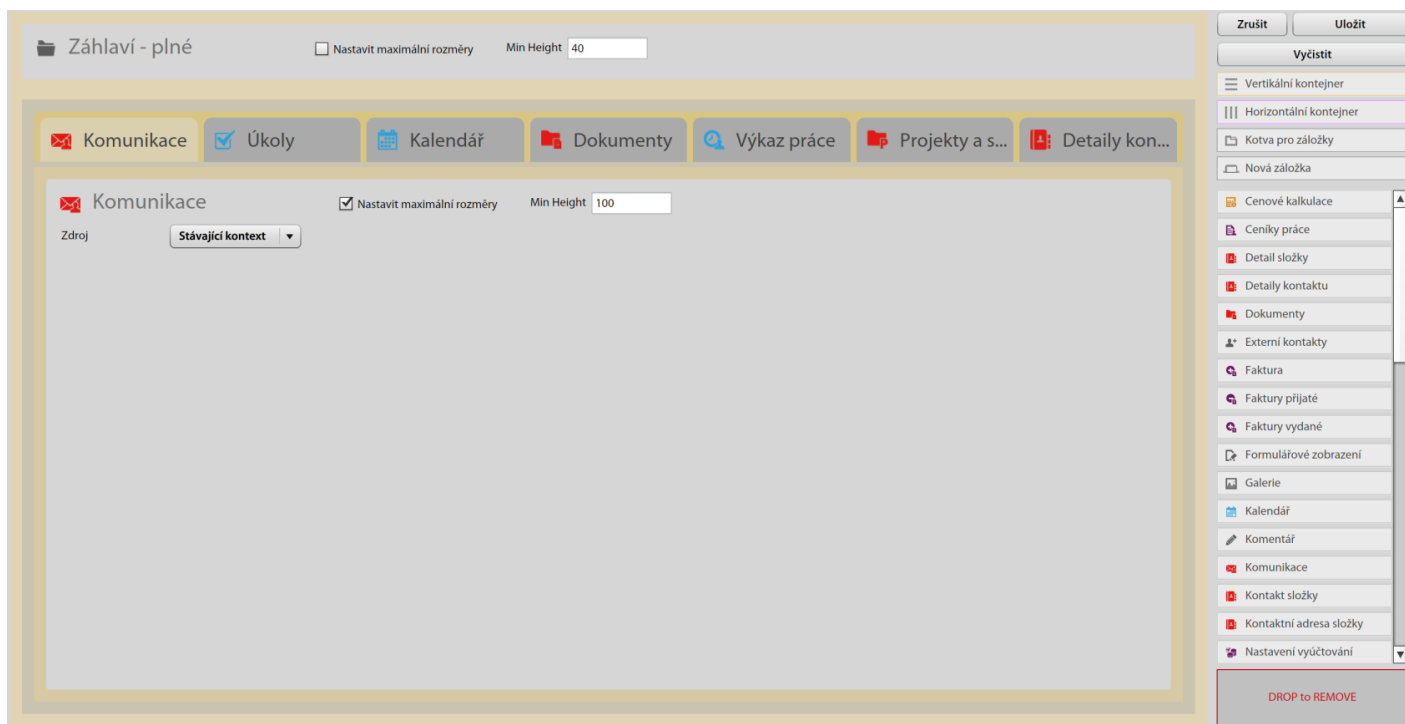 Záhlaví - plné
Nastavit maximální rozměry
Min Height 40
Komunikace
Úkoly
Kalendář
Dokumenty
Výkaz práce
Projekty a s...
Detaily kon...
Komunikace
Nastavit maximální rozměry
Min Height 100
Zdroj
Stávající kontext
Zrušit
Uložit
Vyčistit
Vertikální kontejner
Horizontální kontejner
Kotva pro záložky
Nová záložka
Cenové kalkulace
Ceníky práce
Detail složky
Detaily kontaktu
Dokumenty
Externí kontakty
Faktura
Faktury přijaté
Faktury vydané
Formulářové zobrazení
Galerie
Kalendář
Komentář
Komunikace
Kontakt složky
Kontaktní adresa složky
Nastavení vyúčtování
DROP to REMOVE